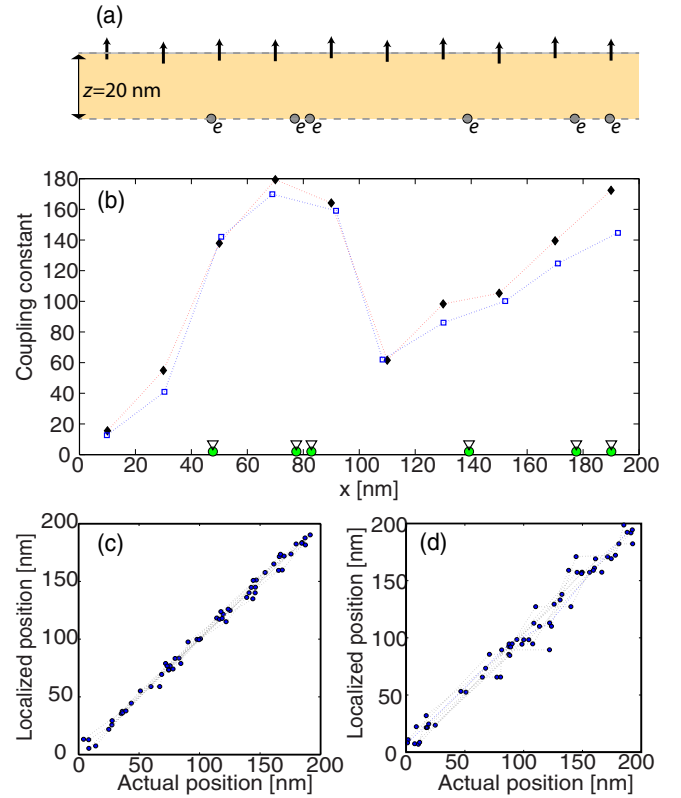 (a)
z=20 nm
e e e e e e
(b)
Coupling constant
180
160
140
120
100
80
60
40
20
0
0 20 40 60 80 100 120 140 160 180 200
x [nm]
(c)
Localized position [nm]
200
150
100
50
0
0 50 100 150 200
Actual position [nm]
(d)
Localized position [nm]
200
150
100
50
0
0 50 100 150 200
Actual position [nm]